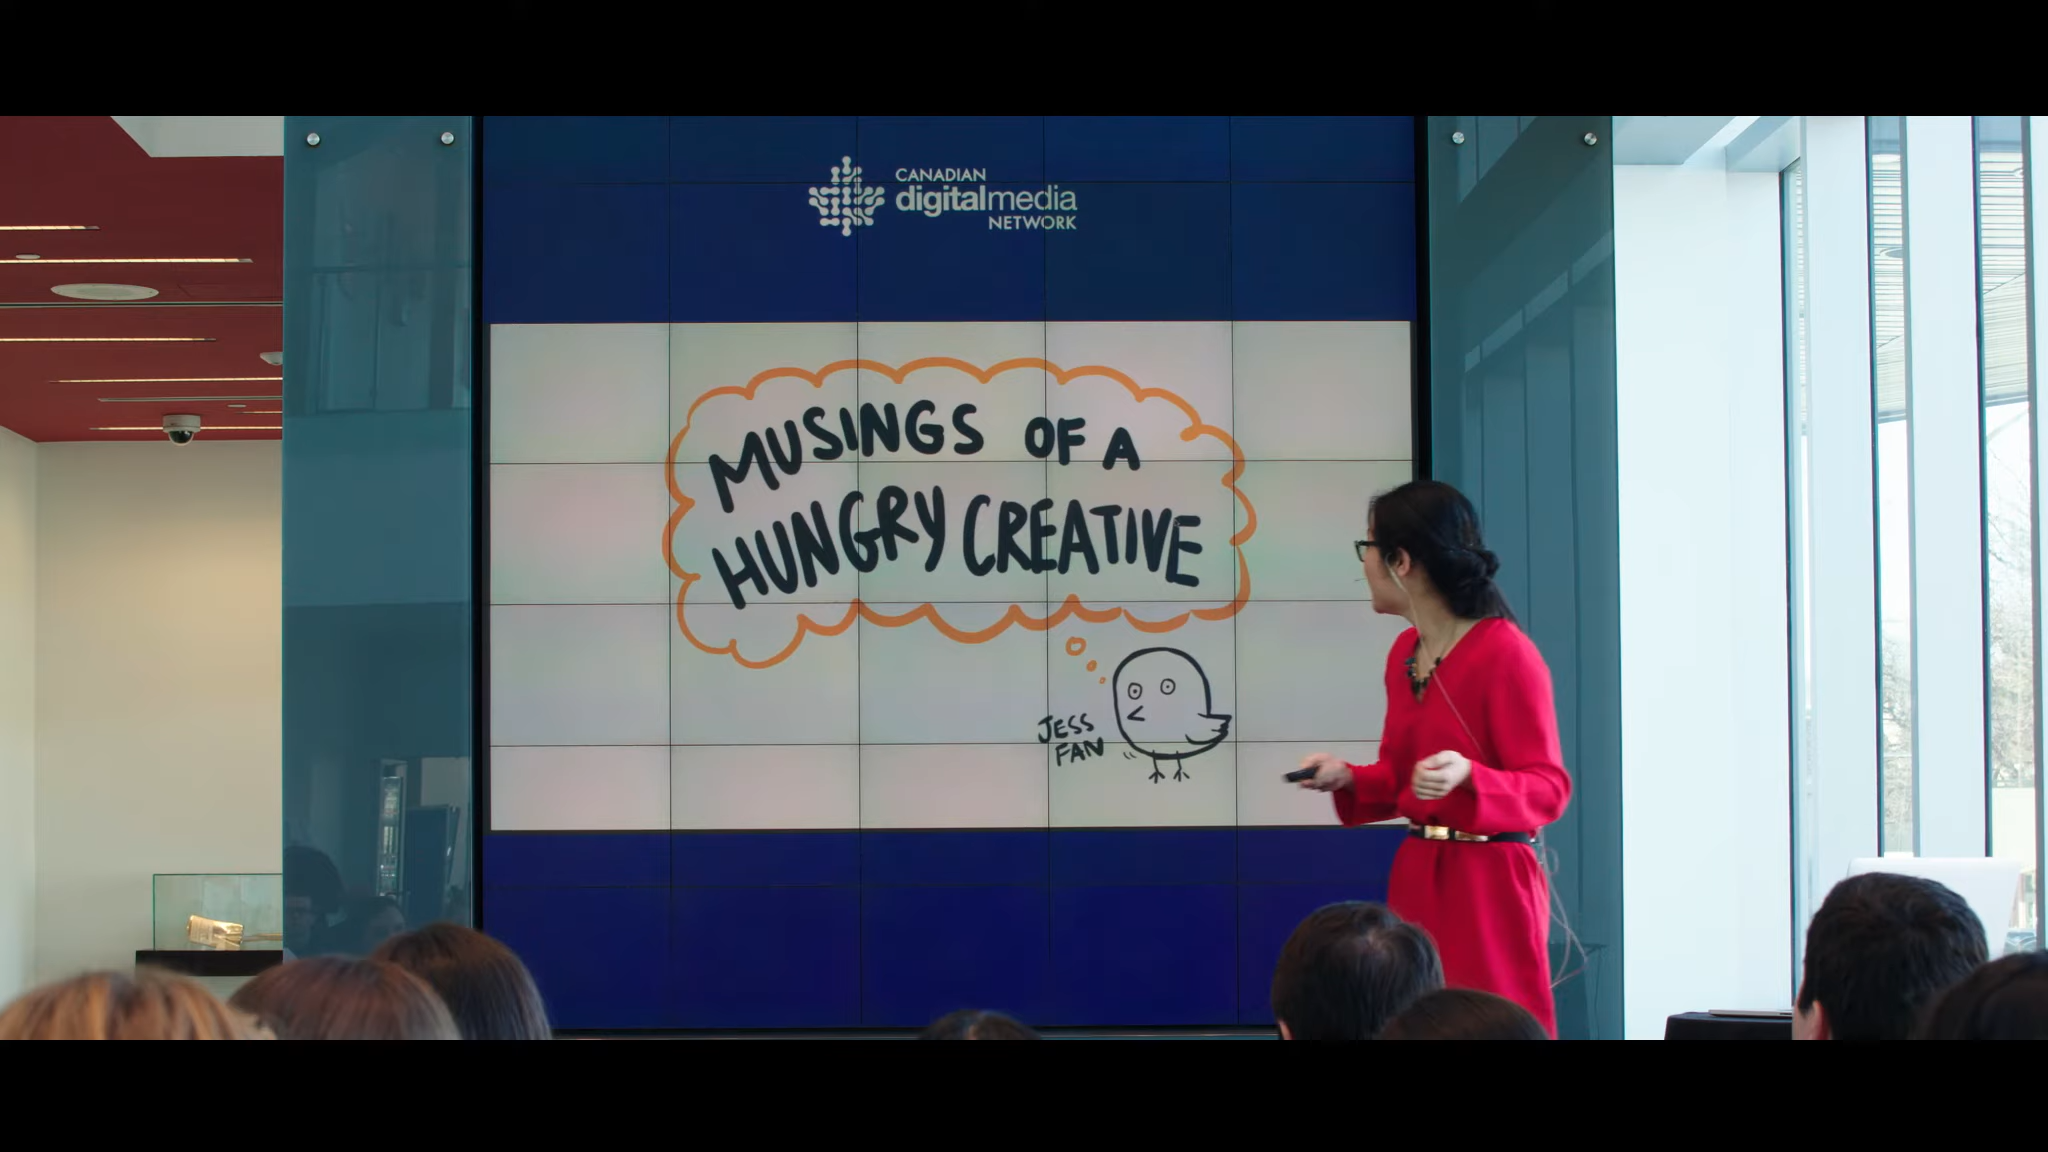 CANADIAN
digitalmedia
NETWORK
MUSINGS OF A
HUNGRY CREATIVE
JESS
FAN